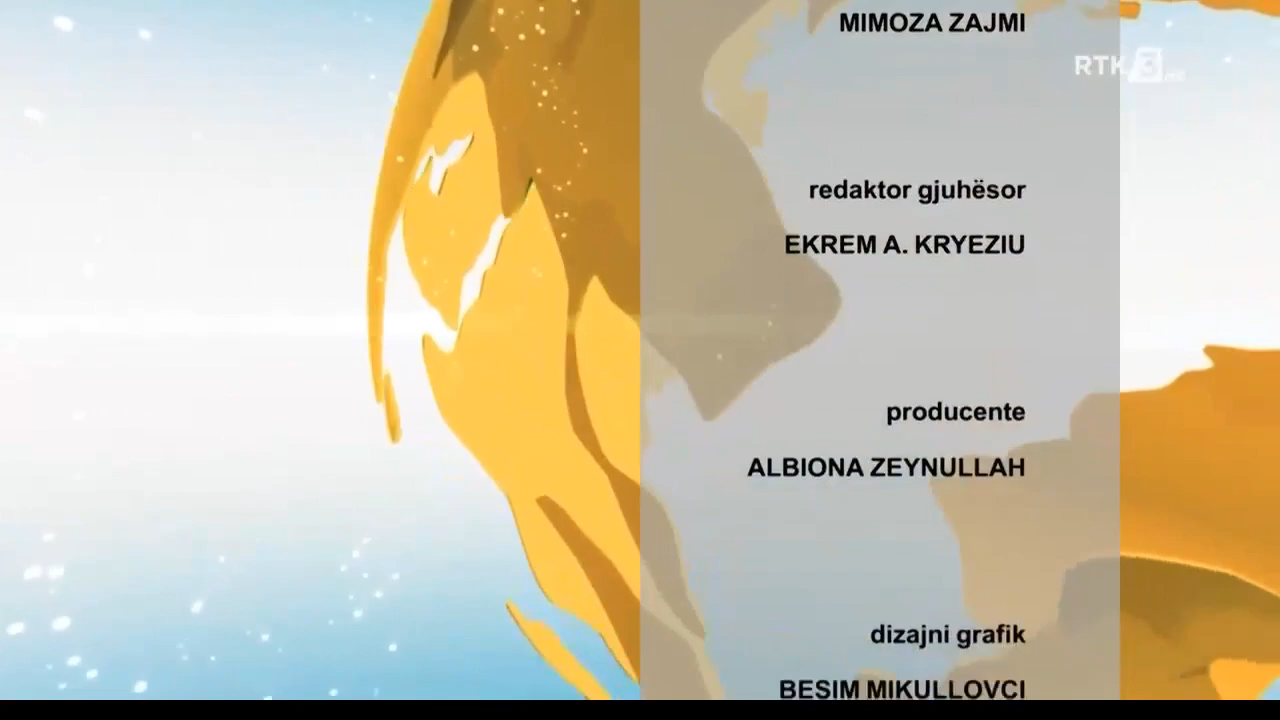 MIMOZA ZAJMI
RTK 3
redaktor gjuhësor
EKREM A. KRYEZIU
producente
ALBIONA ZEYNULLAH
dizajni grafik
BESIM MIKULLOVCI